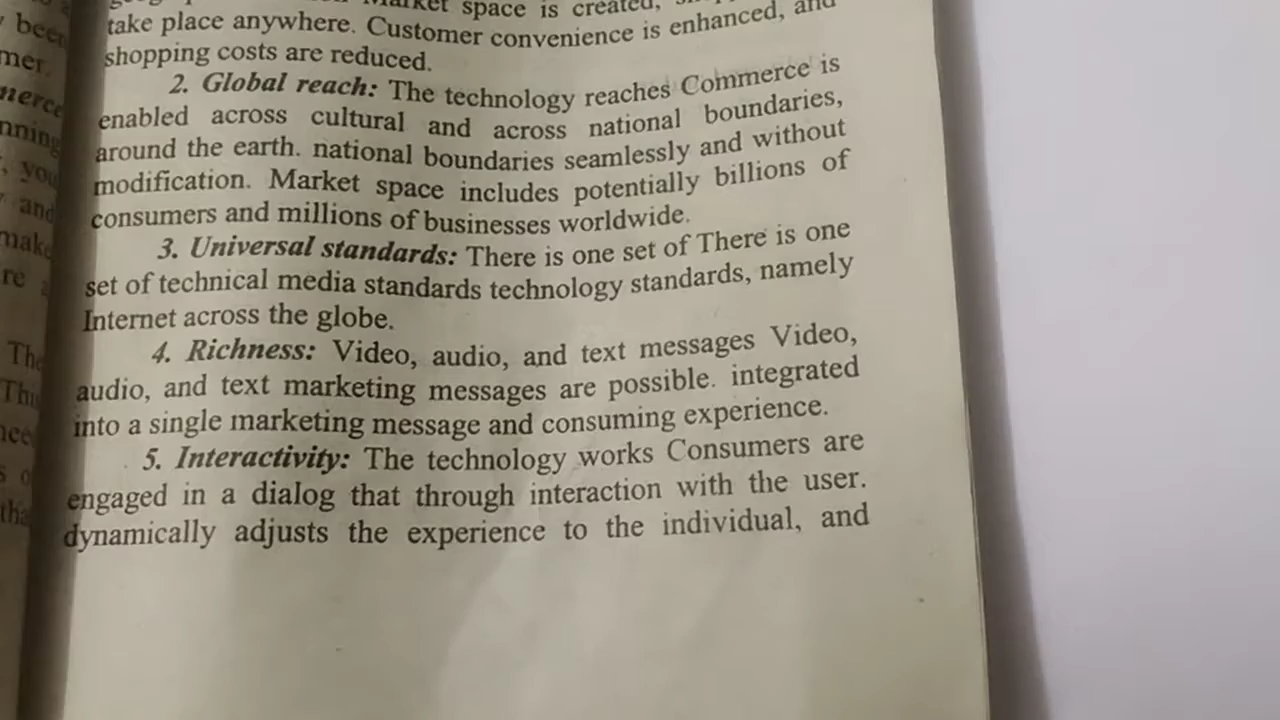 Market space is created,
take place anywhere. Customer convenience is enhanced, and
shopping costs are reduced.
2. Global reach: The technology reaches Commerce is
enabled across cultural and across national boundaries,
around the earth. national boundaries seamlessly and without
modification. Market space includes potentially billions of
consumers and millions of businesses worldwide.
3. Universal standards: There is one set of There is one
set of technical media standards technology standards, namely
Internet across the globe.
4. Richness: Video, audio, and text messages Video,
audio, and text marketing messages are possible. integrated
into a single marketing message and consuming experience.
5. Interactivity: The technology works Consumers are
engaged in a dialog that through interaction with the user.
dynamically adjusts the experience to the individual, and